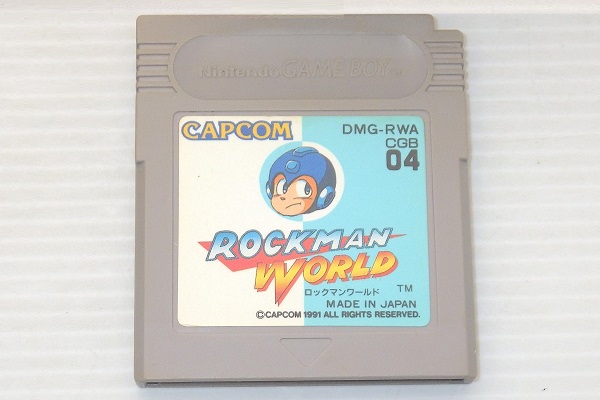 Nintendo GAME BOY TM
CAPCOM
DMG-RWA
CGB
04
ROCKMAN
WORLD
ロックマンワールド
TM
MADE IN JAPAN
©CAPCOM 1991 ALL RIGHTS RESERVED.